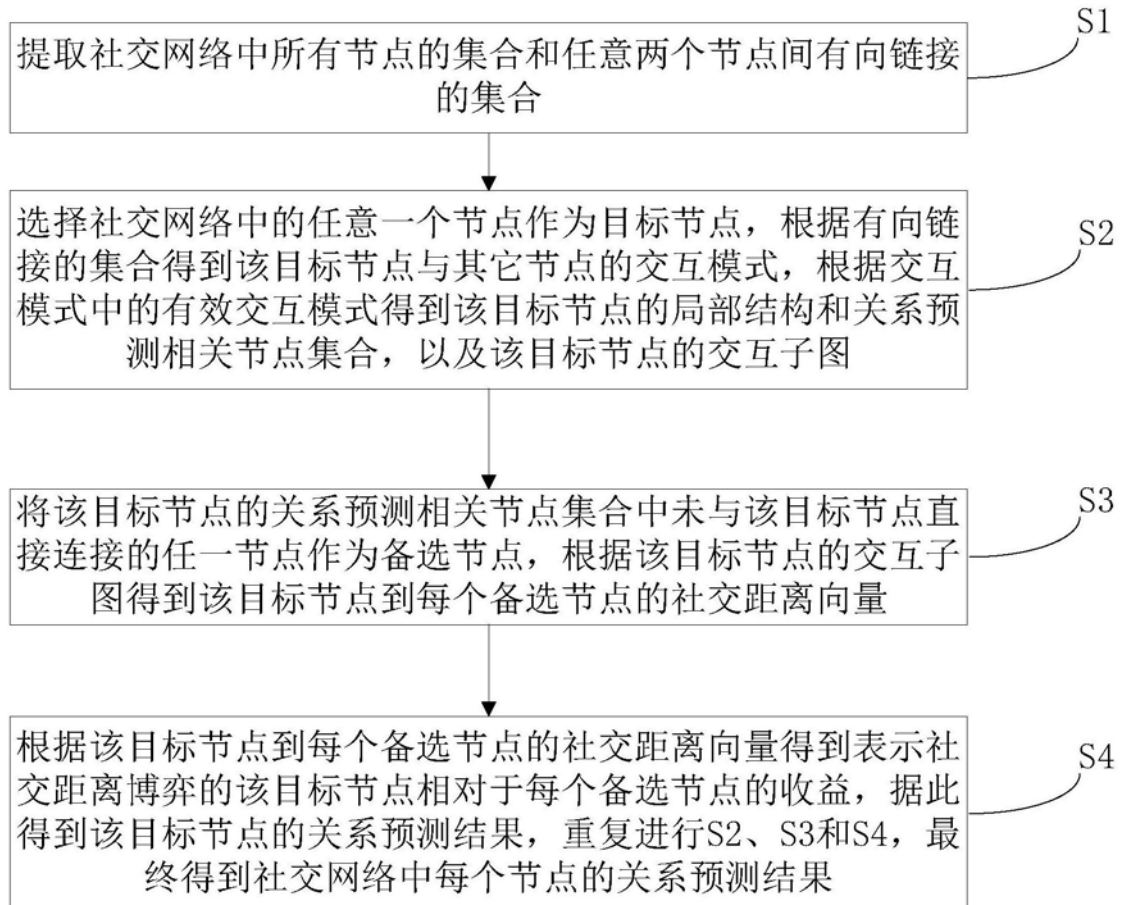 S1
提取社交网络中所有节点的集合和任意两个节点间有向链接
的集合
S2
选择社交网络中的任意一个节点作为目标节点，根据有向链
接的集合得到该目标节点与其它节点的交互模式，根据交互
模式中的有效交互模式得到该目标节点的局部结构和关系预
测相关节点集合，以及该目标节点的交互子图
S3
将该目标节点的关系预测相关节点集合中未与该目标节点直
接连接的任一节点作为备选节点，根据该目标节点的交互子
图得到该目标节点到每个备选节点的社交距离向量
S4
根据该目标节点到每个备选节点的社交距离向量得到表示社
交距离博弈的该目标节点相对于每个备选节点的收益，据此
得到该目标节点的关系预测结果，重复进行S2、S3和S4，最
终得到社交网络中每个节点的关系预测结果